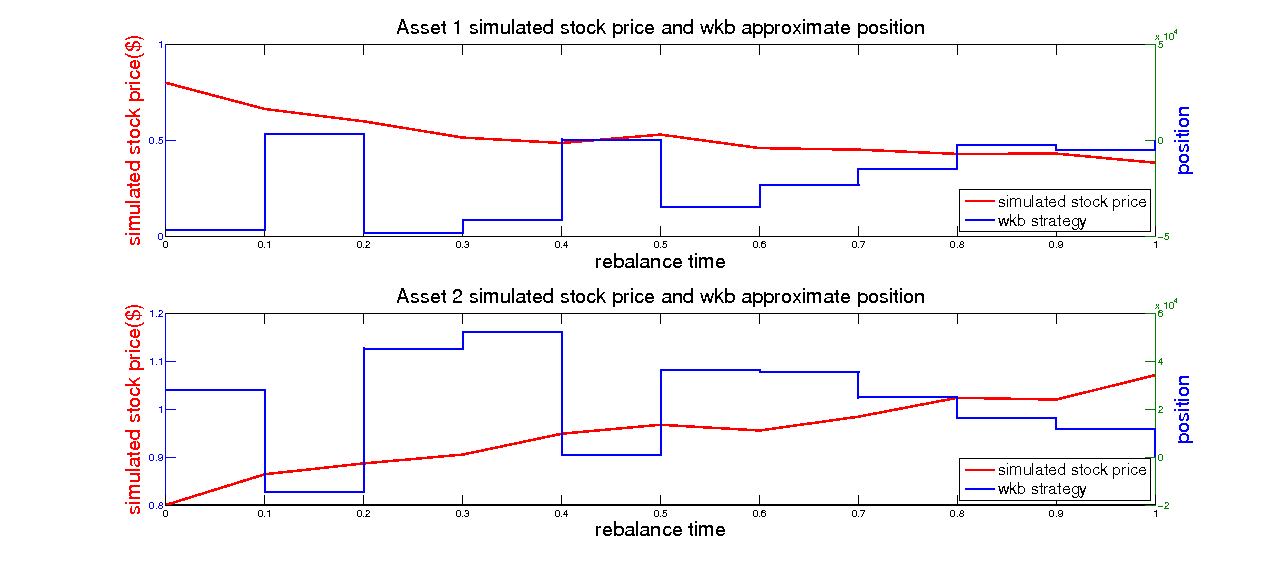 Asset 1 simulated stock price and wkb approximate position
simulated stock price($)
1
0.5
0
x 10^4
5
0
-5
position
simulated stock price
wkb strategy
0 0.1 0.2 0.3 0.4 0.5 0.6 0.7 0.8 0.9 1
rebalance time
Asset 2 simulated stock price and wkb approximate position
simulated stock price($)
1.2
1.1
1
0.9
0.8
x 10^4
6
4
2
0
-2
position
simulated stock price
wkb strategy
0 0.1 0.2 0.3 0.4 0.5 0.6 0.7 0.8 0.9 1
rebalance time